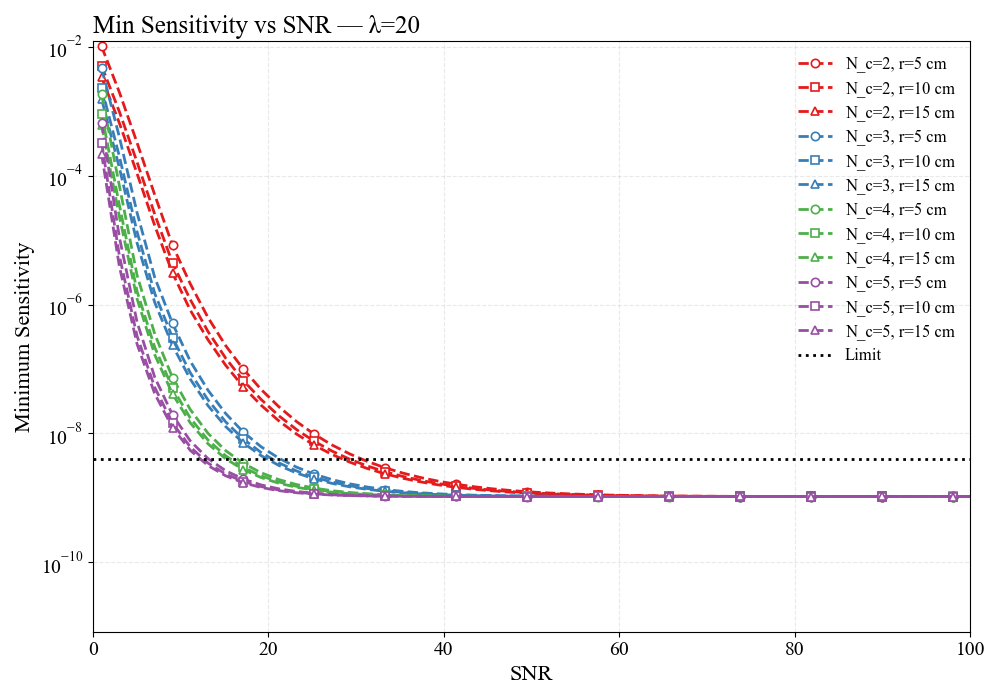 Min Sensitivity vs SNR — λ=20
Minimum Sensitivity
10⁻²
10⁻⁴
10⁻⁶
10⁻⁸
10⁻¹⁰
N_c=2, r=5 cm
N_c=2, r=10 cm
N_c=2, r=15 cm
N_c=3, r=5 cm
N_c=3, r=10 cm
N_c=3, r=15 cm
N_c=4, r=5 cm
N_c=4, r=10 cm
N_c=4, r=15 cm
N_c=5, r=5 cm
N_c=5, r=10 cm
N_c=5, r=15 cm
Limit
0 20 40 60 80 100
SNR